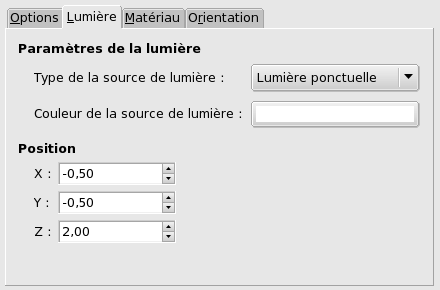 Options Lumière Matériau Orientation
Paramètres de la lumière
Type de la source de lumière : Lumière ponctuelle
Couleur de la source de lumière :
Position
X : -0,50
Y : -0,50
Z : 2,00